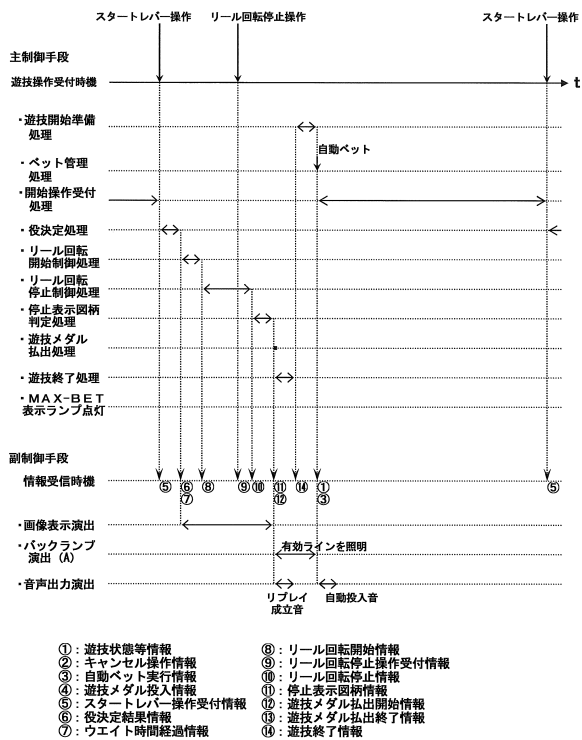 スタートレバー操作 リール回転停止操作 スタートレバー操作
主制御手段
遊技操作受付時機 t
・遊技開始準備
処理
自動ベット
・ベット管理
処理
・開始操作受付
処理
・役決定処理
・リール回転
開始制御処理
・リール回転
停止制御処理
・停止表示図柄
判定処理
・遊技メダル
払出処理
・遊技終了処理
・MAX-BET
表示ランプ点灯
副制御手段
情報受信時機 ⑤ ⑥ ⑧ ⑨ ⑩ ⑪ ⑭ ① ⑤
⑦ ⑫ ③
・画像表示演出
・バックランプ 有効ラインを照明
演出(A)
・音声出力演出
リプレイ 自動投入音
成立音
①:遊技状態等情報
②:キャンセル操作情報
③:自動ベット実行情報
④:遊技メダル投入情報
⑤:スタートレバー操作受付情報
⑥:役決定結果情報
⑦:ウエイト時間経過情報
⑧:リール回転開始情報
⑨:リール回転停止操作受付情報
⑩:リール回転停止情報
⑪:停止表示図柄情報
⑫:遊技メダル払出開始情報
⑬:遊技メダル払出終了情報
⑭:遊技終了情報